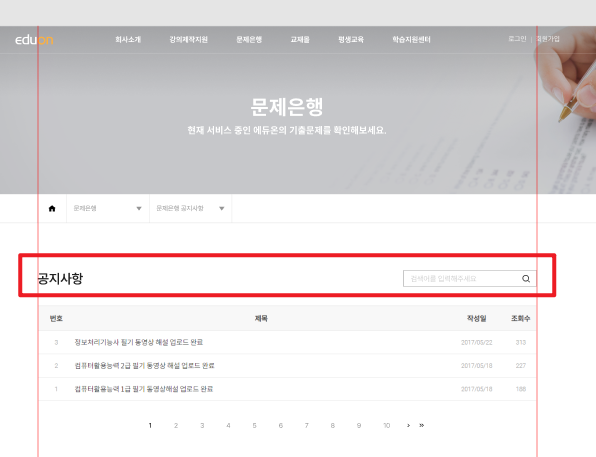 eduon 회사소개 강의제작지원 문제은행 교재몰 평생교육 학습지원센터 로그인 | 회원가입
문제은행
현재 서비스 중인 에듀온의 기출문제를 확인해보세요.
문제은행 ▼ 문제은행 공지사항 ▼
공지사항 검색어를 입력해주세요
번호 제목 작성일 조회수
3 정보처리기능사 필기 동영상 해설 업로드 완료 2017/05/22 313
2 컴퓨터활용능력 2급 필기 동영상 해설 업로드 완료 2017/05/18 227
1 컴퓨터활용능력 1급 필기 동영상해설 업로드 완료 2017/05/18 188
1 2 3 4 5 6 7 8 9 10 > »